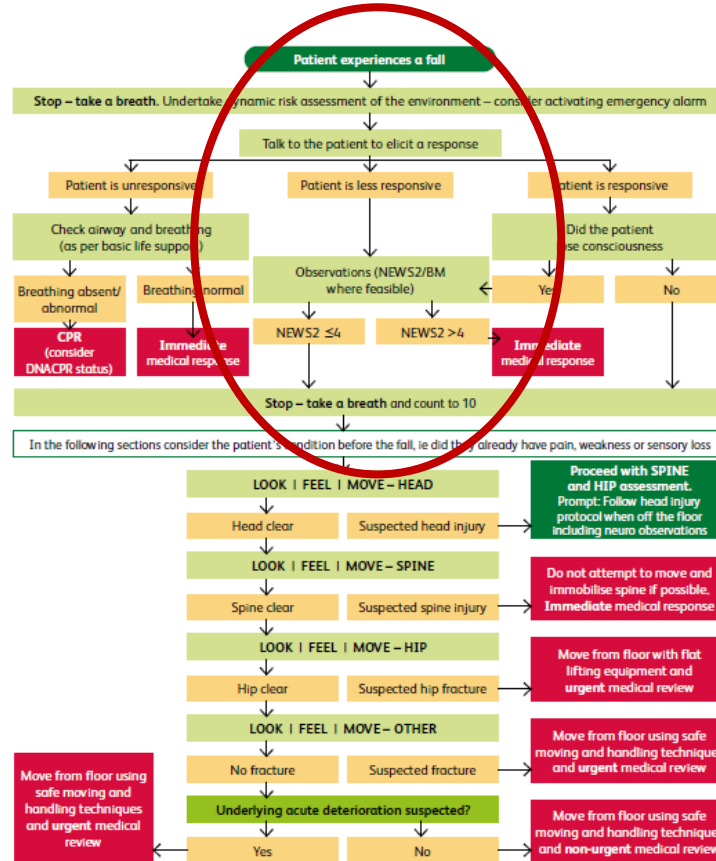 Patient experiences a fall
Stop – take a breath. Undertake dynamic risk assessment of the environment – consider activating emergency alarm
Talk to the patient to elicit a response
Patient is unresponsive
Patient is less responsive
Patient is responsive
Check airway and breathing
(as per basic life support)
Did the patient
lose consciousness
Observations (NEWS2/BM
where feasible)
Breathing absent/
abnormal
Breathing normal
Yes
No
NEWS2 ≤4
NEWS2 >4
CPR
(consider
DNACPR status)
Immediate
medical response
Immediate
medical response
Stop – take a breath and count to 10
In the following sections consider the patient's condition before the fall, ie did they already have pain, weakness or sensory loss
LOOK | FEEL | MOVE – HEAD
Head clear
Suspected head injury
Proceed with SPINE
and HIP assessment.
Prompt: Follow head injury
protocol when off the floor
including neuro observations
LOOK | FEEL | MOVE – SPINE
Spine clear
Suspected spine injury
Do not attempt to move and
immobilise spine if possible.
Immediate medical response
LOOK | FEEL | MOVE – HIP
Hip clear
Suspected hip fracture
Move from floor with flat
lifting equipment and
urgent medical review
LOOK | FEEL | MOVE – OTHER
No fracture
Suspected fracture
Move from floor using safe
moving and handling technique
and urgent medical review
Underlying acute deterioration suspected?
Yes
No
Move from floor using
safe moving and
handling techniques
and urgent medical
review
Move from floor using safe
moving and handling technique
and non-urgent medical review